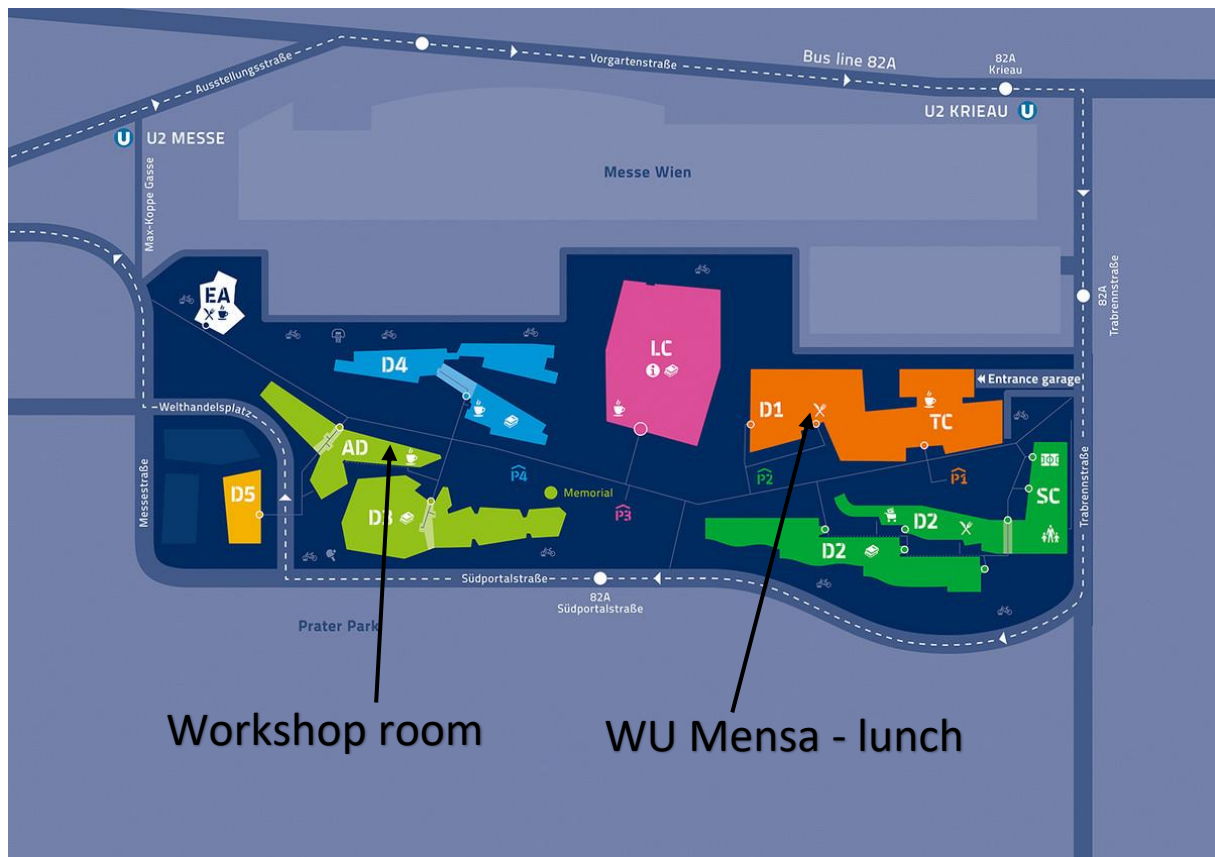 Ausstellungsstraße
Vorgartenstraße
Bus line 82A
82A
Krieau
U2 KRIEAU U
U U2 MESSE
Max-Koppe Gasse
Messe Wien
82A
Trabrennstraße
EA
LC
D4
Entrance garage
D1
TC
Welthandelsplatz
AD
P4
P2
P1
Memorial
P3
SC
D5
D3
D2
D2
Messestraße
Trabrennstraße
Südportalstraße
82A
Südportalstraße
Prater Park
Workshop room
WU Mensa - lunch